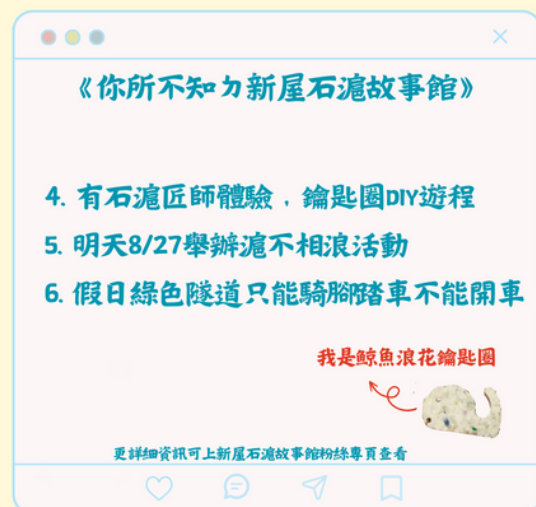 《你所不知ㄉ新屋石滬故事館》
4. 有石滬匠師體驗﹐鑰匙圈DIY遊程
5. 明天8/27舉辦滬不相浪活動
6. 假日綠色隧道只能騎腳踏車不能開車
我是鯨魚浪花鑰匙圈
更詳細資訊可上新屋石滬故事館粉絲專頁查看